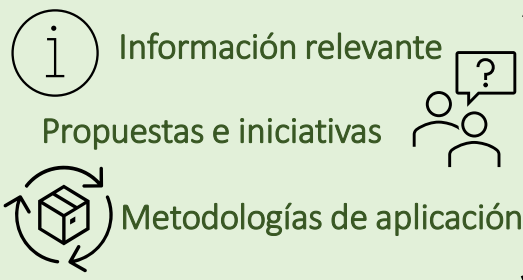 Información relevante
?
Propuestas e iniciativas
Metodologías de aplicación